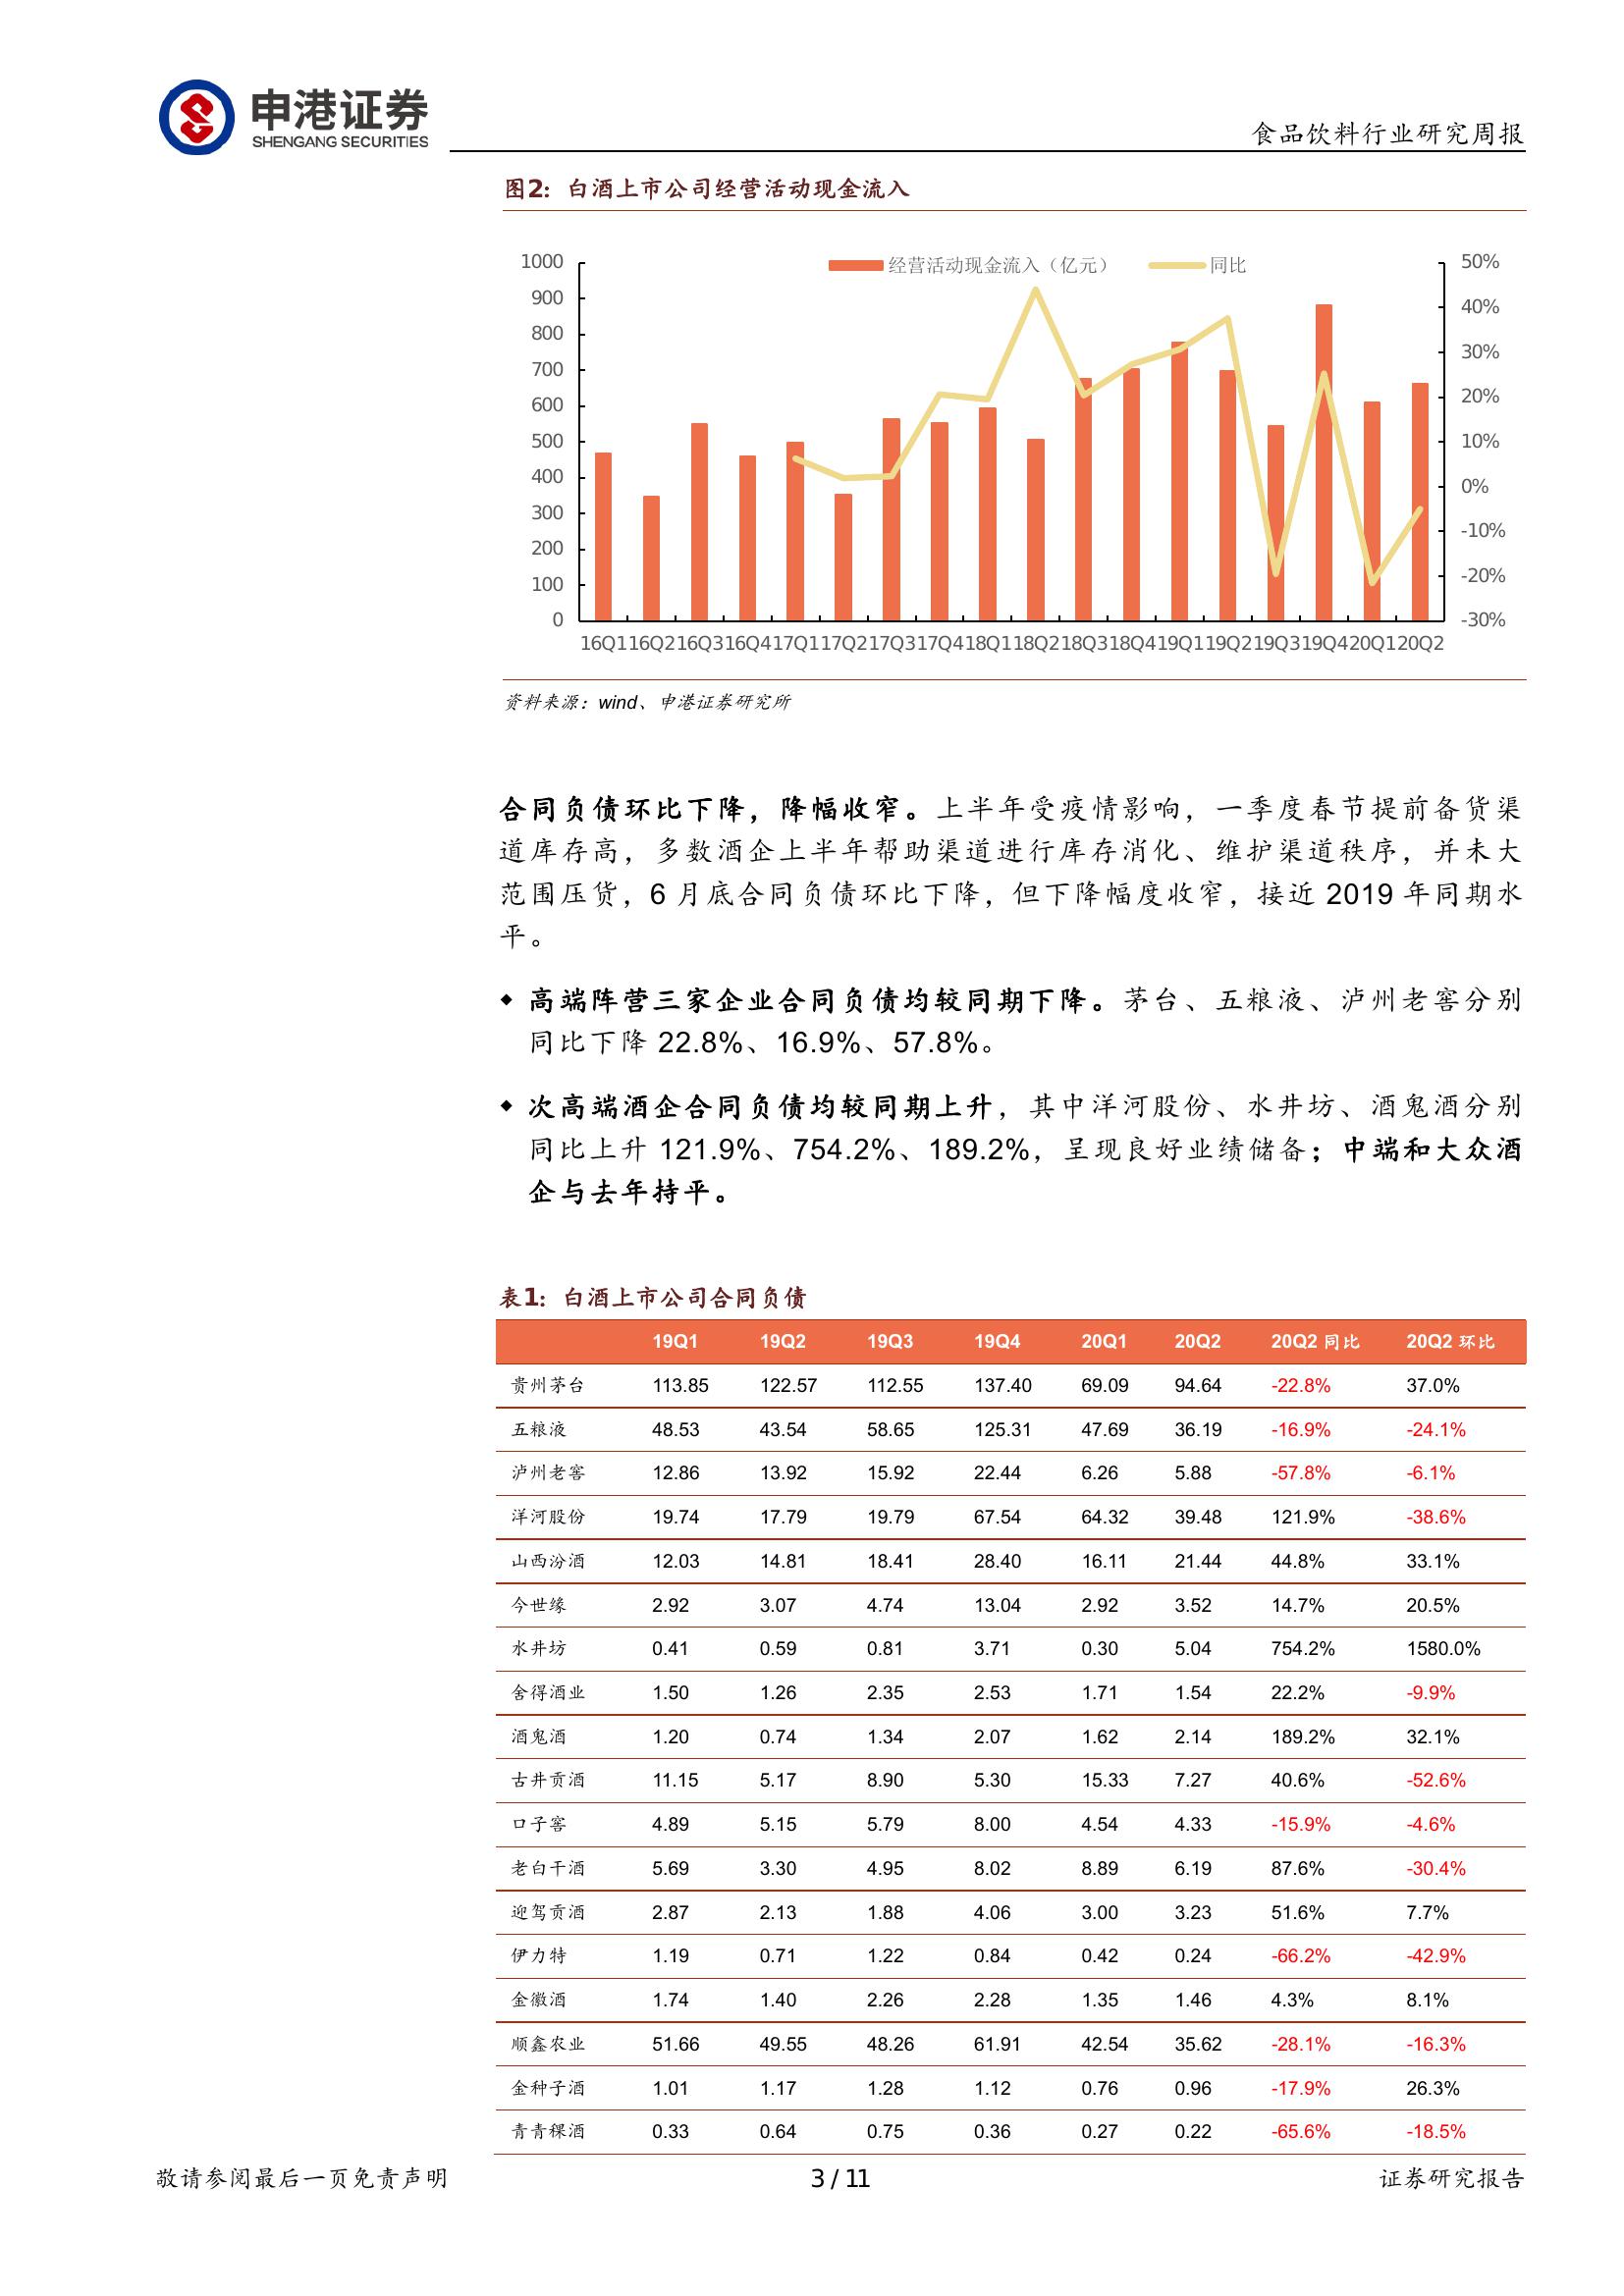 申港证券
SHENGANG SECURITIES
食品饮料行业研究周报
图2：白酒上市公司经营活动现金流入
经营活动现金流入（亿元） 同比
1000
900
800
700
600
500
400
300
200
100
0
50%
40%
30%
20%
10%
0%
-10%
-20%
-30%
16Q1 16Q2 16Q3 16Q4 17Q1 17Q2 17Q3 17Q4 18Q1 18Q2 18Q3 18Q4 19Q1 19Q2 19Q3 19Q4 20Q1 20Q2
资料来源：wind、申港证券研究所
合同负债环比下降，降幅收窄。上半年受疫情影响，一季度春节提前备货渠
道库存高，多数酒企上半年帮助渠道进行库存消化、维护渠道秩序，并未大
范围压货，6 月底合同负债环比下降，但下降幅度收窄，接近 2019 年同期水
平。
◆ 高端阵营三家企业合同负债均较同期下降。茅台、五粮液、泸州老窖分别
同比下降 22.8%、16.9%、57.8%。
◆ 次高端酒企合同负债均较同期上升，其中洋河股份、水井坊、酒鬼酒分别
同比上升 121.9%、754.2%、189.2%，呈现良好业绩储备；中端和大众酒
企与去年持平。
表1：白酒上市公司合同负债
19Q1 19Q2 19Q3 19Q4 20Q1 20Q2 20Q2 同比 20Q2 环比
贵州茅台 113.85 122.57 112.55 137.40 69.09 94.64 -22.8% 37.0%
五粮液 48.53 43.54 58.65 125.31 47.69 36.19 -16.9% -24.1%
泸州老窖 12.86 13.92 15.92 22.44 6.26 5.88 -57.8% -6.1%
洋河股份 19.74 17.79 19.79 67.54 64.32 39.48 121.9% -38.6%
山西汾酒 12.03 14.81 18.41 28.40 16.11 21.44 44.8% 33.1%
今世缘 2.92 3.07 4.74 13.04 2.92 3.52 14.7% 20.5%
水井坊 0.41 0.59 0.81 3.71 0.30 5.04 754.2% 1580.0%
舍得酒业 1.50 1.26 2.35 2.53 1.71 1.54 22.2% -9.9%
酒鬼酒 1.20 0.74 1.34 2.07 1.62 2.14 189.2% 32.1%
古井贡酒 11.15 5.17 8.90 5.30 15.33 7.27 40.6% -52.6%
口子窖 4.89 5.15 5.79 8.00 4.54 4.33 -15.9% -4.6%
老白干酒 5.69 3.30 4.95 8.02 8.89 6.19 87.6% -30.4%
迎驾贡酒 2.87 2.13 1.88 4.06 3.00 3.23 51.6% 7.7%
伊力特 1.19 0.71 1.22 0.84 0.42 0.24 -66.2% -42.9%
金徽酒 1.74 1.40 2.26 2.28 1.35 1.46 4.3% 8.1%
顺鑫农业 51.66 49.55 48.26 61.91 42.54 35.62 -28.1% -16.3%
金种子酒 1.01 1.17 1.28 1.12 0.76 0.96 -17.9% 26.3%
青青稞酒 0.33 0.64 0.75 0.36 0.27 0.22 -65.6% -18.5%
敬请参阅最后一页免责声明 3 / 11 证券研究报告